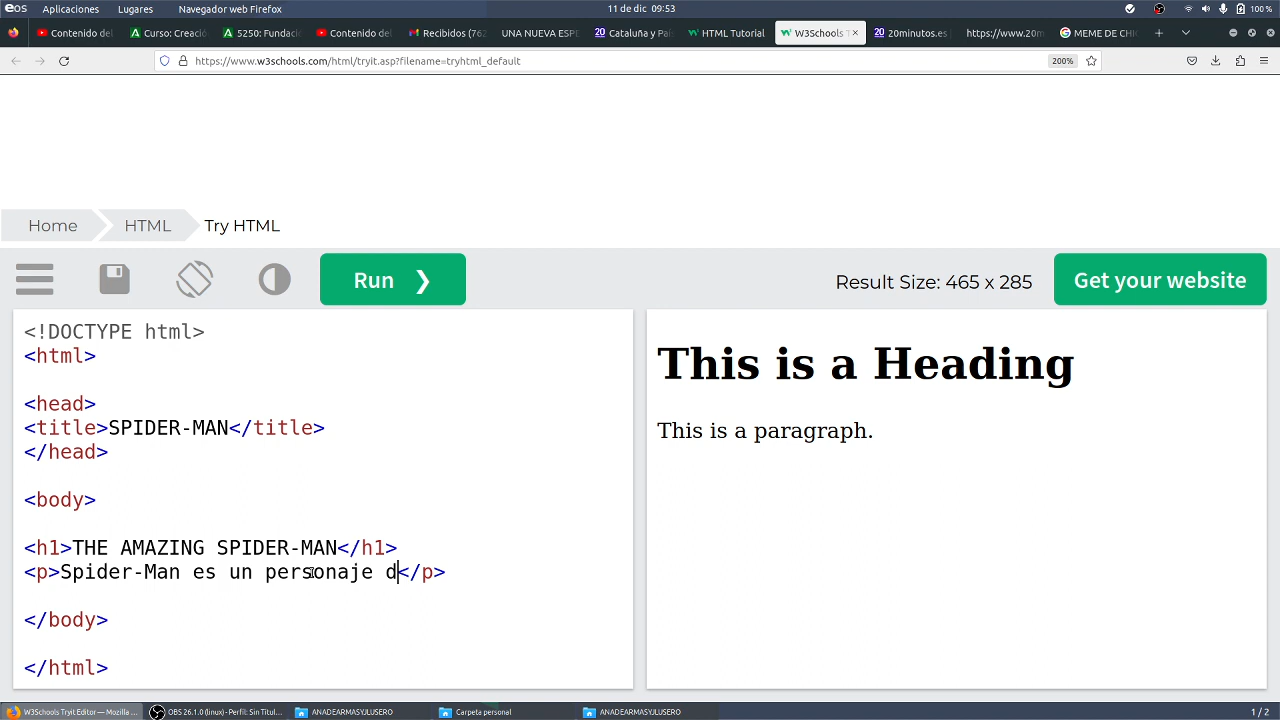 eos Aplicaciones Lugares Navegador web Firefox 11 de dic 09:53 100 %
Contenido del Curso: Creació 5250: Fundac Contenido del Recibidos (762 UNA NUEVA ESPE Cataluña y Paí HTML Tutorial W3Schools T 20minutos.es https://www.20m MEME DE CHI
https://www.w3schools.com/html/tryit.asp?filename=tryhtml_default 200%
Home HTML Try HTML
Run ❯ Result Size: 465 x 285 Get your website
<!DOCTYPE html>
<html>
<head>
<title>SPIDER-MAN</title>
</head>
<body>
<h1>THE AMAZING SPIDER-MAN</h1>
<p>Spider-Man es un personaje d</p>
</body>
</html>
This is a Heading
This is a paragraph.
W3Schools Tryit Editor — Mozilla ... OBS 26.1.0 (linux) - Perfil: Sin Titul... ANADEARMASYJLUSERO Carpeta personal ANADEARMASYJLUSERO 1 / 2